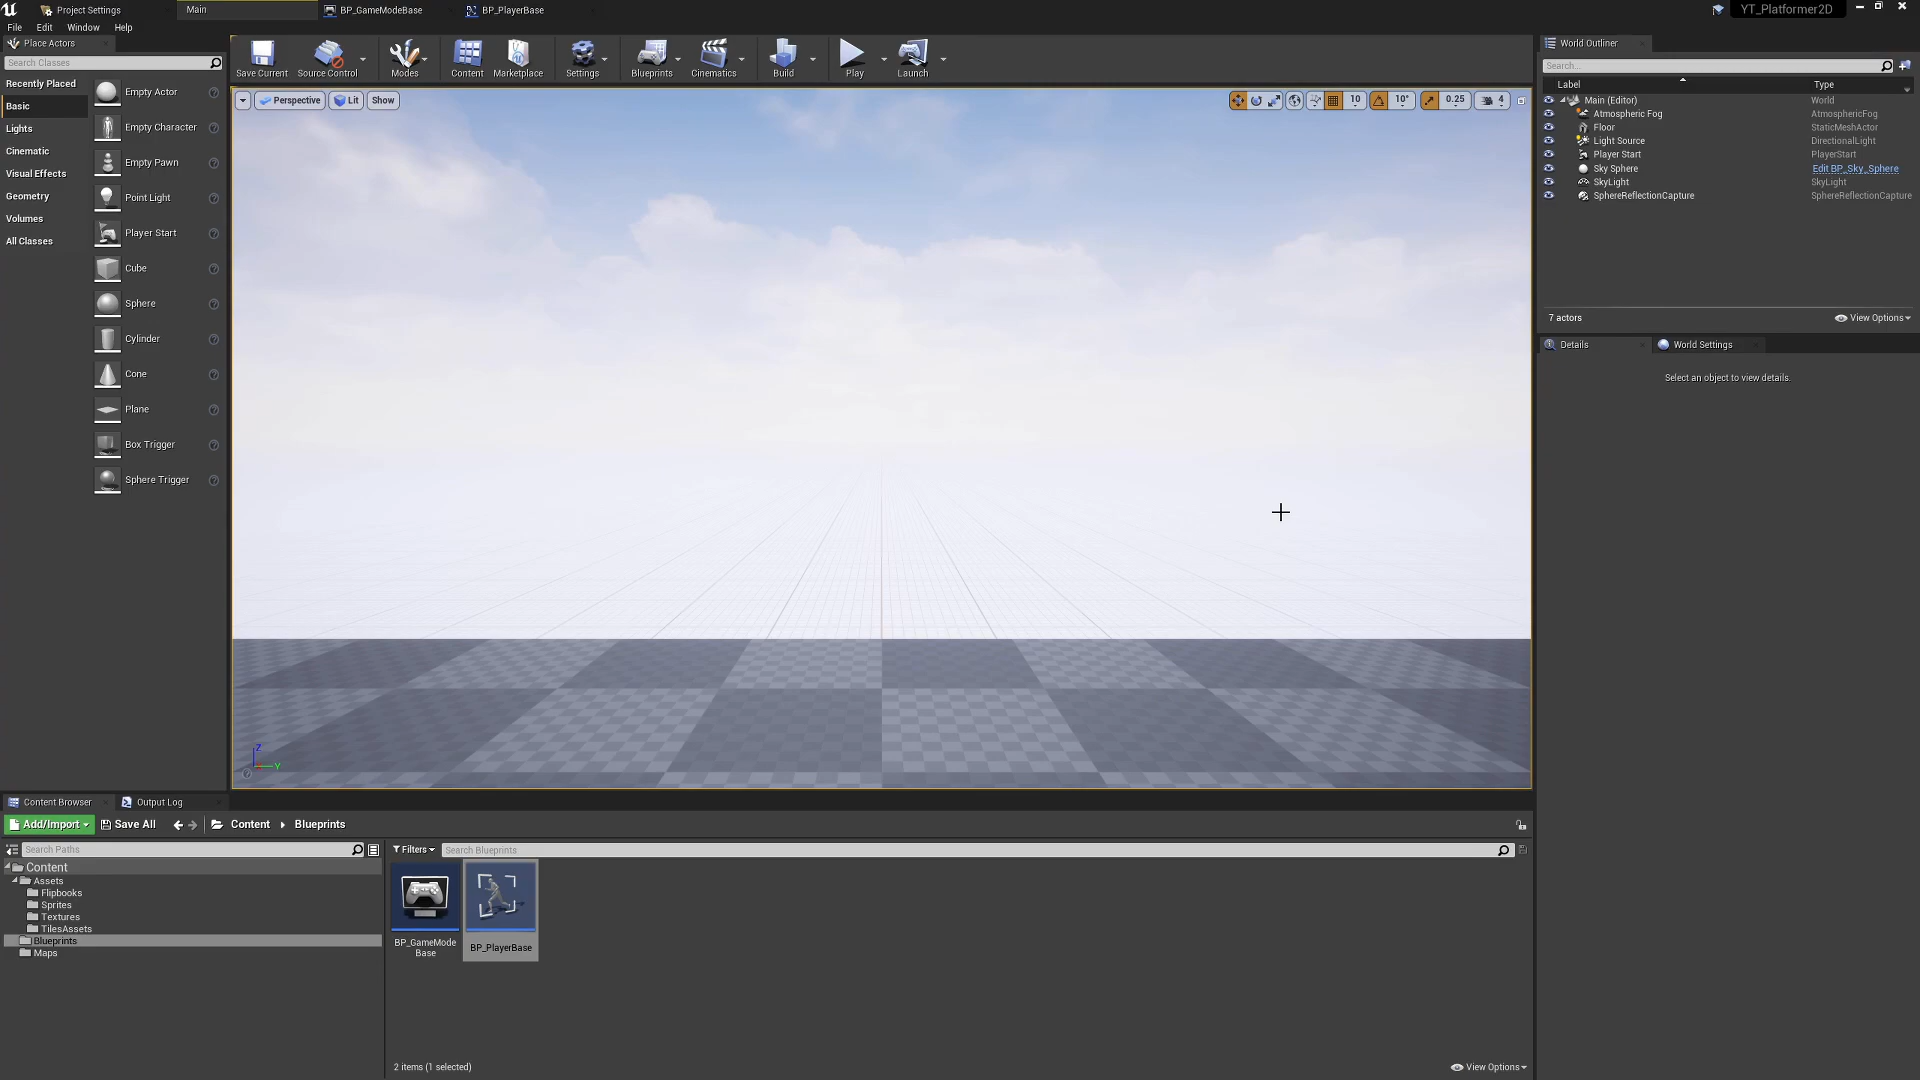 Project Settings
Main
BP_GameModeBase
BP_PlayerBase
YT_Platformer2D
File Edit Window Help
Place Actors
Search Classes
Recently Placed
Basic
Lights
Cinematic
Visual Effects
Geometry
Volumes
All Classes
Empty Actor
Empty Character
Empty Pawn
Point Light
Player Start
Cube
Sphere
Cylinder
Cone
Plane
Box Trigger
Sphere Trigger
Save Current
Source Control
Modes
Content
Marketplace
Settings
Blueprints
Cinematics
Build
Play
Launch
Perspective
Lit
Show
10
10°
0.25
4
Z
Y
World Outliner
Search...
Label Type
Main (Editor) World
Atmospheric Fog AtmosphericFog
Floor StaticMeshActor
Light Source DirectionalLight
Player Start PlayerStart
Sky Sphere Edit BP_Sky_Sphere
SkyLight SkyLight
SphereReflectionCapture SphereReflectionCapture
7 actors
View Options
Details
World Settings
Select an object to view details.
Content Browser
Output Log
Add/Import
Save All
Content
Blueprints
Search Paths
Content
Assets
Flipbooks
Sprites
Textures
TilesAssets
Blueprints
Maps
Filters
Search Blueprints
BP_GameMode
Base
BP_PlayerBase
2 items (1 selected)
View Options